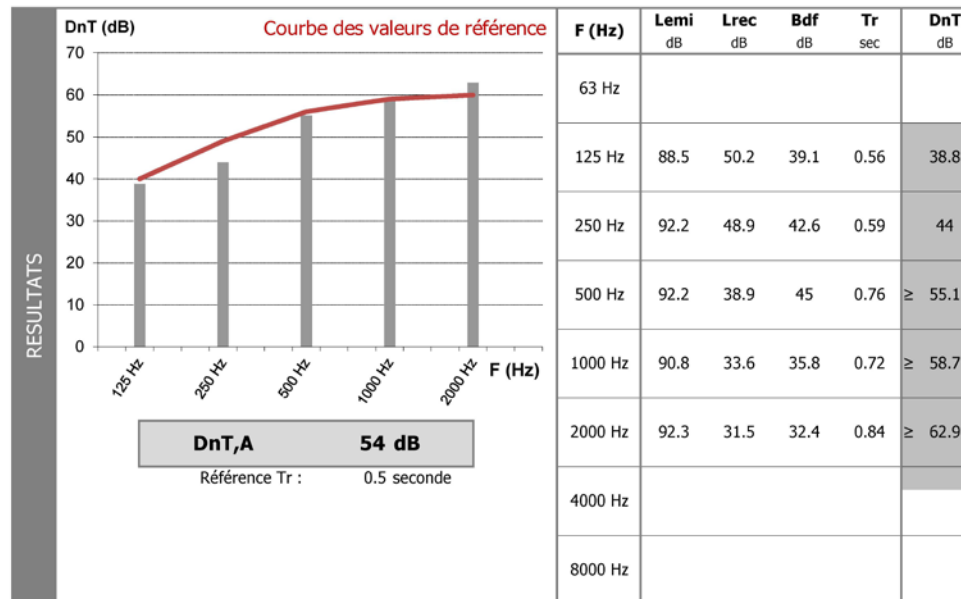 RESULTATS
DnT (dB)
Courbe des valeurs de référence
70
60
50
40
30
20
10
0
125 Hz 250 Hz 500 Hz 1000 Hz 2000 Hz F (Hz)
DnT,A 54 dB
Référence Tr : 0.5 seconde
F (Hz) Lemi Lrec Bdf Tr DnT
dB dB dB sec dB
63 Hz
125 Hz 88.5 50.2 39.1 0.56 38.8
250 Hz 92.2 48.9 42.6 0.59 44
500 Hz 92.2 38.9 45 0.76 ≥ 55.1
1000 Hz 90.8 33.6 35.8 0.72 ≥ 58.7
2000 Hz 92.3 31.5 32.4 0.84 ≥ 62.9
4000 Hz
8000 Hz